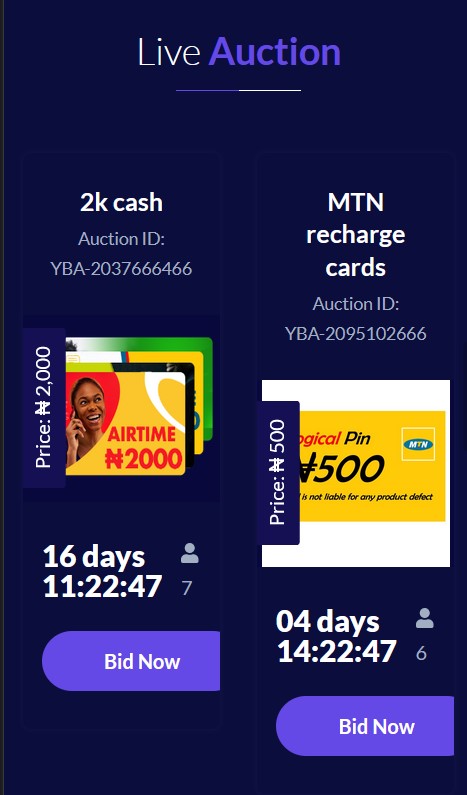 Live Auction
2k cash
Auction ID:
YBA-2037666466
Price: ₦ 2,000
AIRTIME
₦2000
16 days
11:22:47
7
Bid Now
MTN
recharge
cards
Auction ID:
YBA-2095102666
Price: ₦ 500
ogical Pin
MTN
₦500
is not liable for any product defect
04 days
14:22:47
6
Bid Now